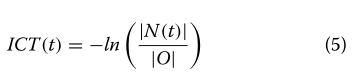 ICT(t) = −ln(|N(t)|/|O|) (5)